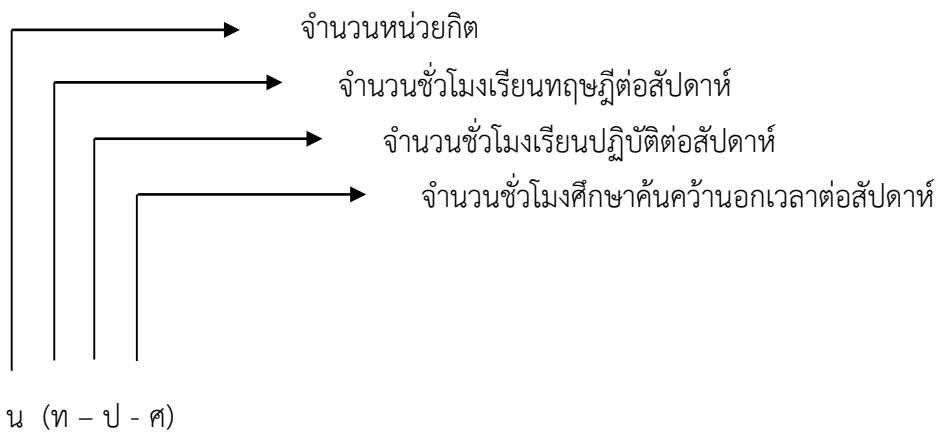 จำนวนหน่วยกิต
จำนวนชั่วโมงเรียนทฤษฎีต่อสัปดาห์
จำนวนชั่วโมงเรียนปฏิบัติต่อสัปดาห์
จำนวนชั่วโมงศึกษาค้นคว้านอกเวลาต่อสัปดาห์
น (ท – ป - ศ)